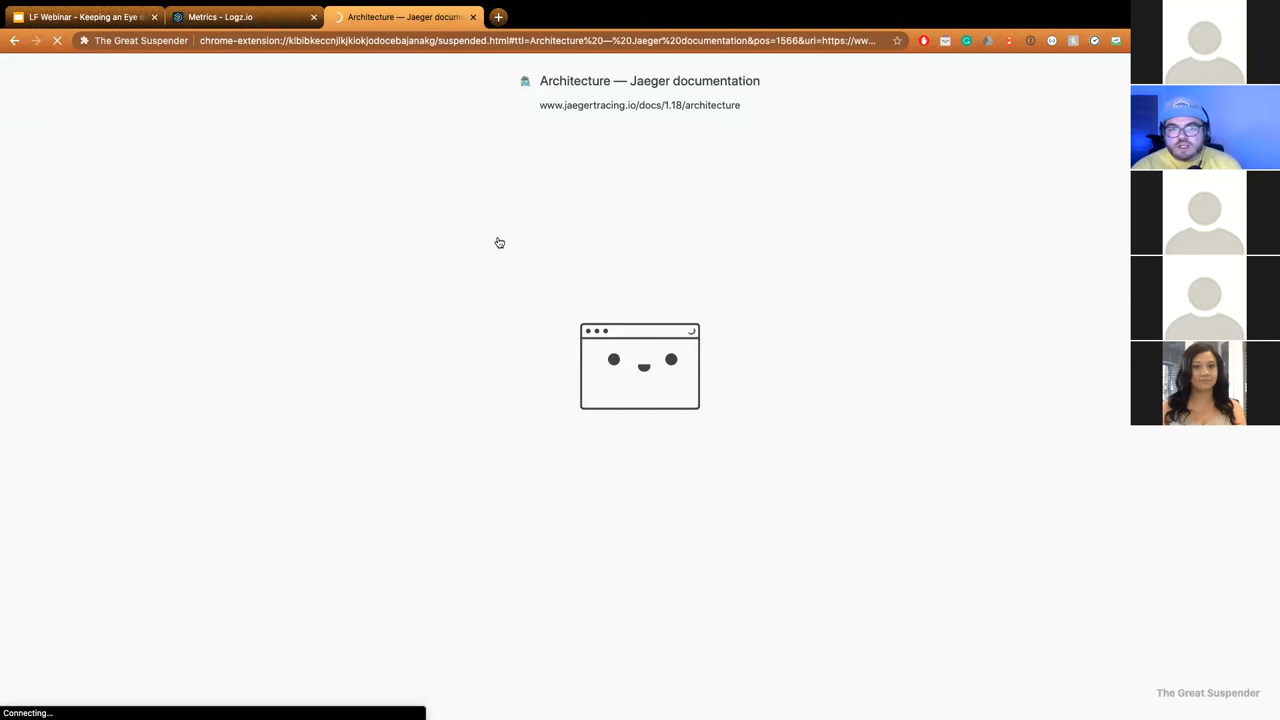 LF Webinar - Keeping an Eye o
Metrics - Logz.io
Architecture — Jaeger docume
The Great Suspender
chrome-extension://klbibkeccnjlkjkiokjodocebajanakg/suspended.html#ttl=Architecture%20—%20Jaeger%20documentation&pos=1566&uri=https://ww...
Architecture — Jaeger documentation
www.jaegertracing.io/docs/1.18/architecture
The Great Suspender
Connecting...